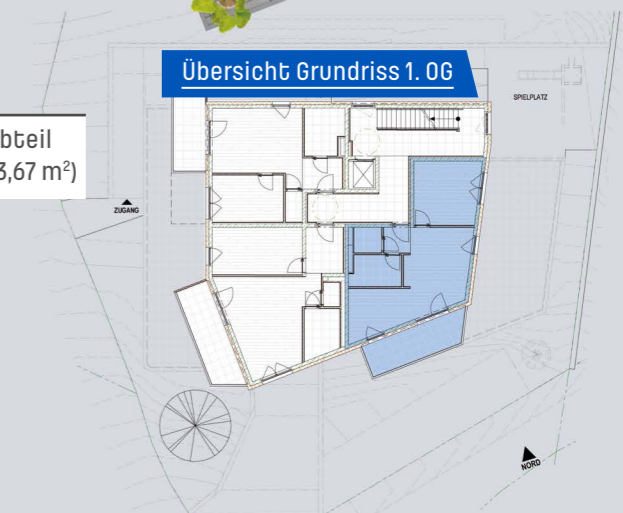 Übersicht Grundriss 1. OG
SPIELPLATZ
bteil
3,67 m²)
ZUGANG
NORD